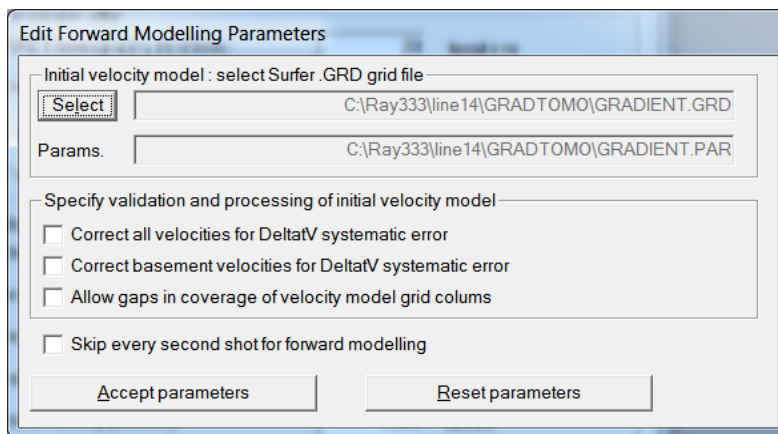 Edit Forward Modelling Parameters
Initial velocity model : select Surfer .GRD grid file
Select
C:\Ray333\line14\GRADTOMO\GRADIENT.GRD
Params.
C:\Ray333\line14\GRADTOMO\GRADIENT.PAR
Specify validation and processing of initial velocity model
Correct all velocities for DeltatV systematic error
Correct basement velocities for DeltatV systematic error
Allow gaps in coverage of velocity model grid colums
Skip every second shot for forward modelling
Accept parameters
Reset parameters